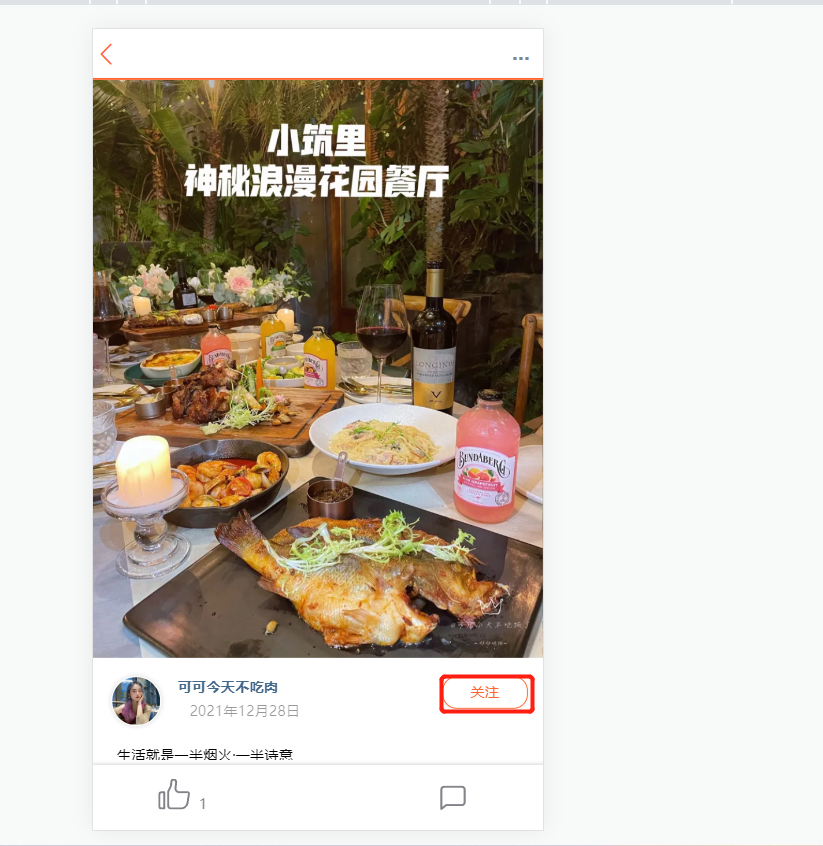 小筑里
神秘浪漫花园餐厅
LONGINUS
BUNDABERG
可可今天不吃肉
关注
2021年12月28日
生活就是一半烟火·一半诗意
1